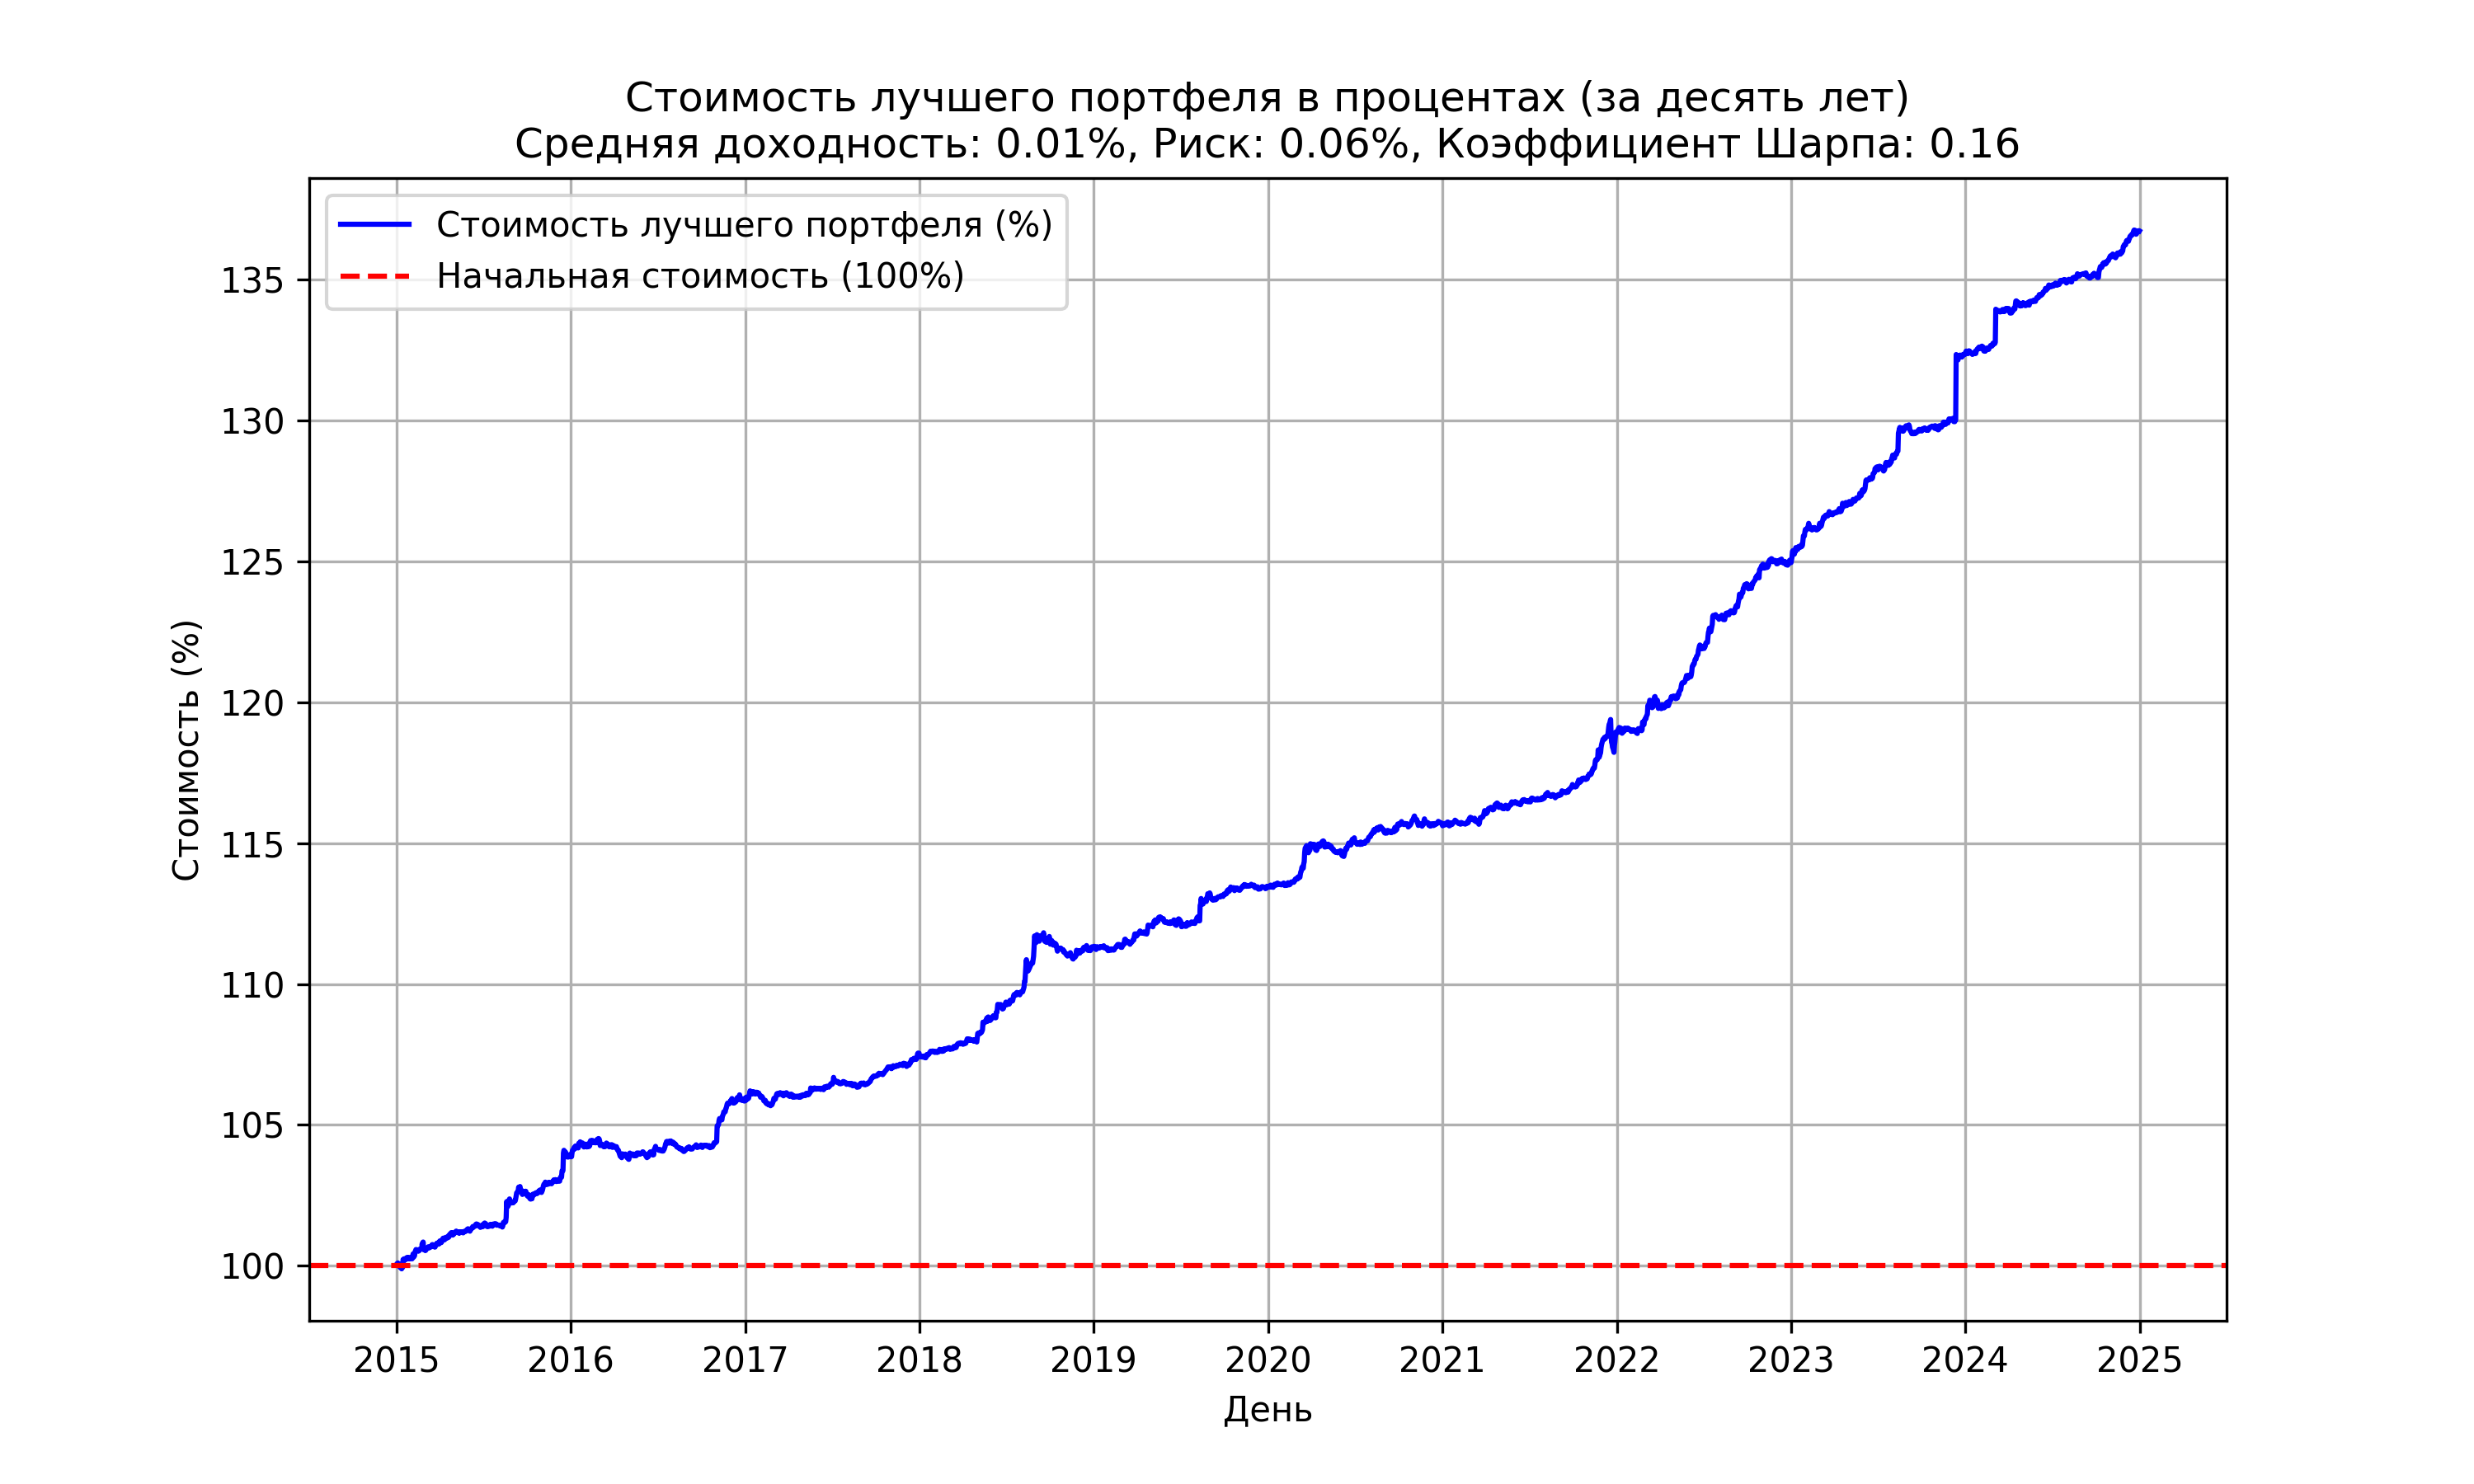 Стоимость лучшего портфеля в процентах (за десять лет)
Средняя доходность: 0.01%, Риск: 0.06%, Коэффициент Шарпа: 0.16
Стоимость лучшего портфеля (%)
Начальная стоимость (100%)
135
130
125
120
115
110
105
100
Стоимость (%)
2015 2016 2017 2018 2019 2020 2021 2022 2023 2024 2025
День